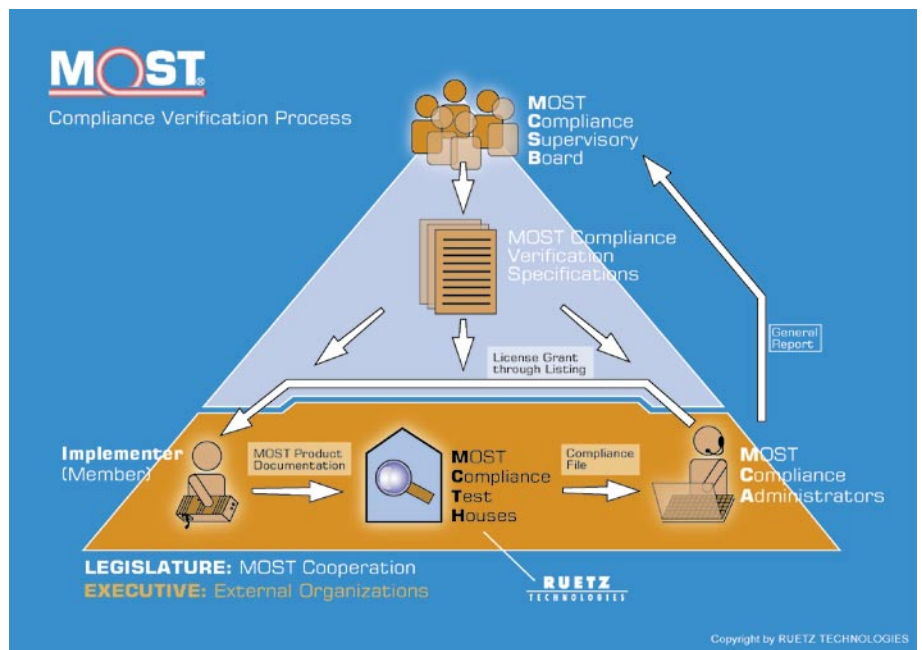 MOST®
Compliance Verification Process
MOST
Compliance
Supervisory
Board
MOST Compliance
Verification
Specifications
General
Report
License Grant
through Listing
Implementer
(Member)
MOST Product
Documentation
MOST
Compliance
Test
Houses
Compliance
File
MOST
Compliance
Administrators
LEGISLATURE: MOST Cooperation
EXECUTIVE: External Organizations
RUETZ
TECHNOLOGIES
Copyright by RUETZ TECHNOLOGIES